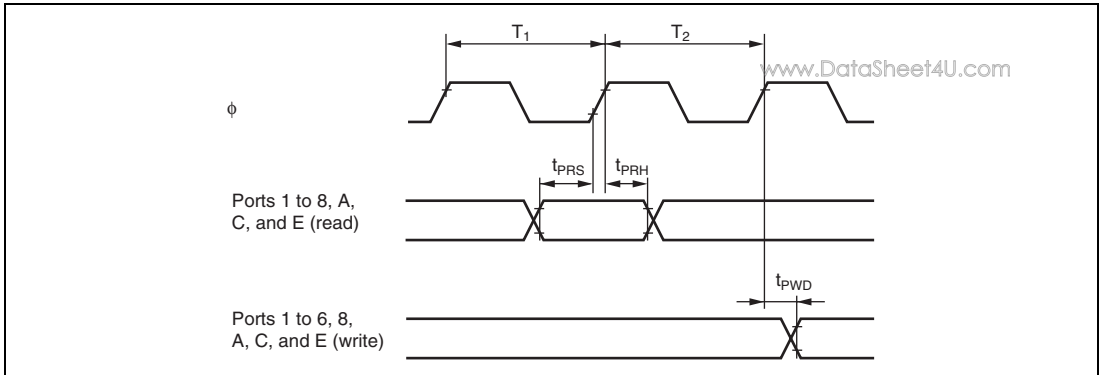 T₁ T₂
www.DataSheet4U.com
ϕ
tPRS tPRH
Ports 1 to 8, A,
C, and E (read)
tPWD
Ports 1 to 6, 8,
A, C, and E (write)